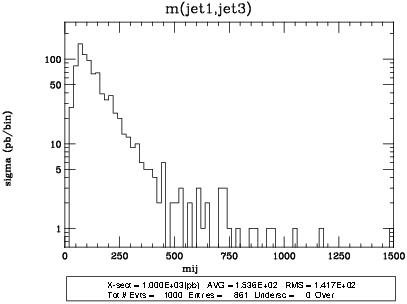 m(jet1,jet3)
sigma (pb/bin)
100
50
10
5
1
0 250 500 750 1000 1250 1500
mij
X-sect = 1.000E+03(pb) AVG = 1.536E+02 RMS = 1.417E+02
Tot # Evts = 1000 Entries = 861 Undersc = 0 Over